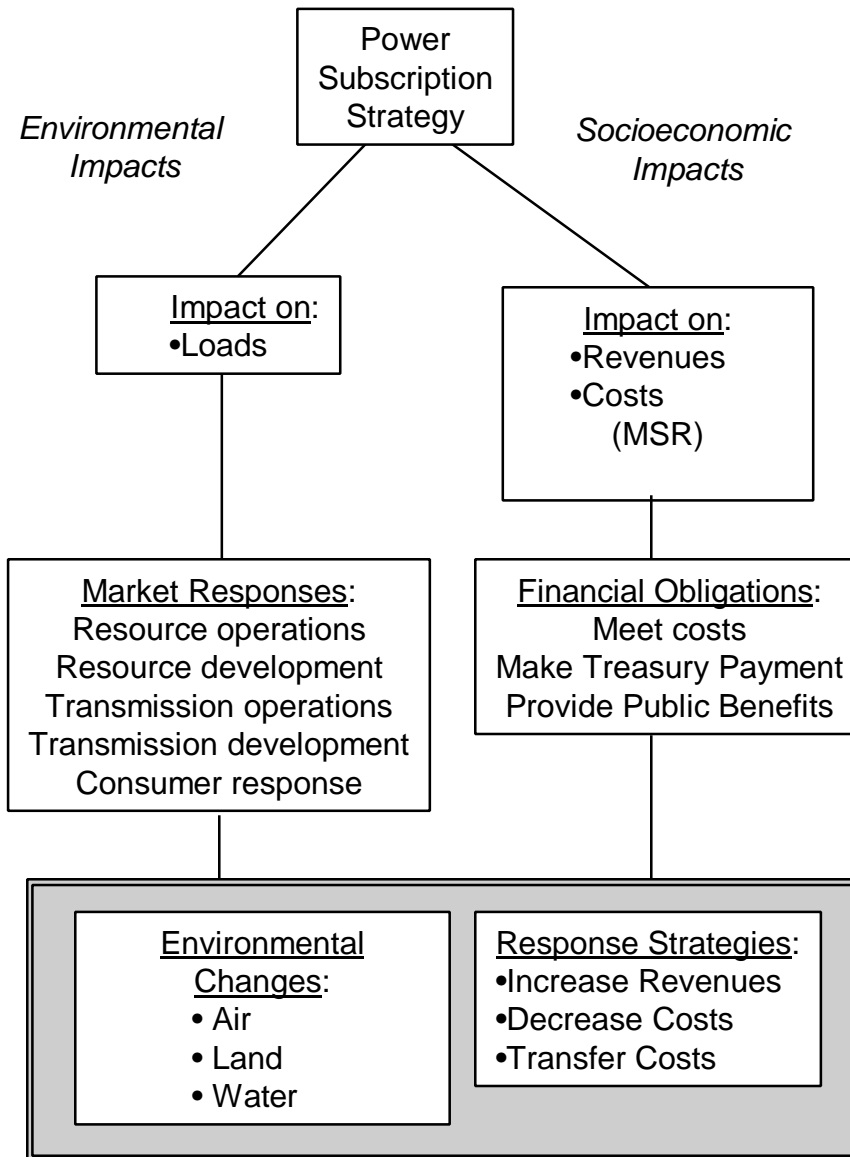 Power
Subscription
Strategy
Environmental
Impacts
Socioeconomic
Impacts
Impact on:
•Loads
Impact on:
•Revenues
•Costs
(MSR)
Market Responses:
Resource operations
Resource development
Transmission operations
Transmission development
Consumer response
Financial Obligations:
Meet costs
Make Treasury Payment
Provide Public Benefits
Environmental
Changes:
• Air
• Land
• Water
Response Strategies:
•Increase Revenues
•Decrease Costs
•Transfer Costs